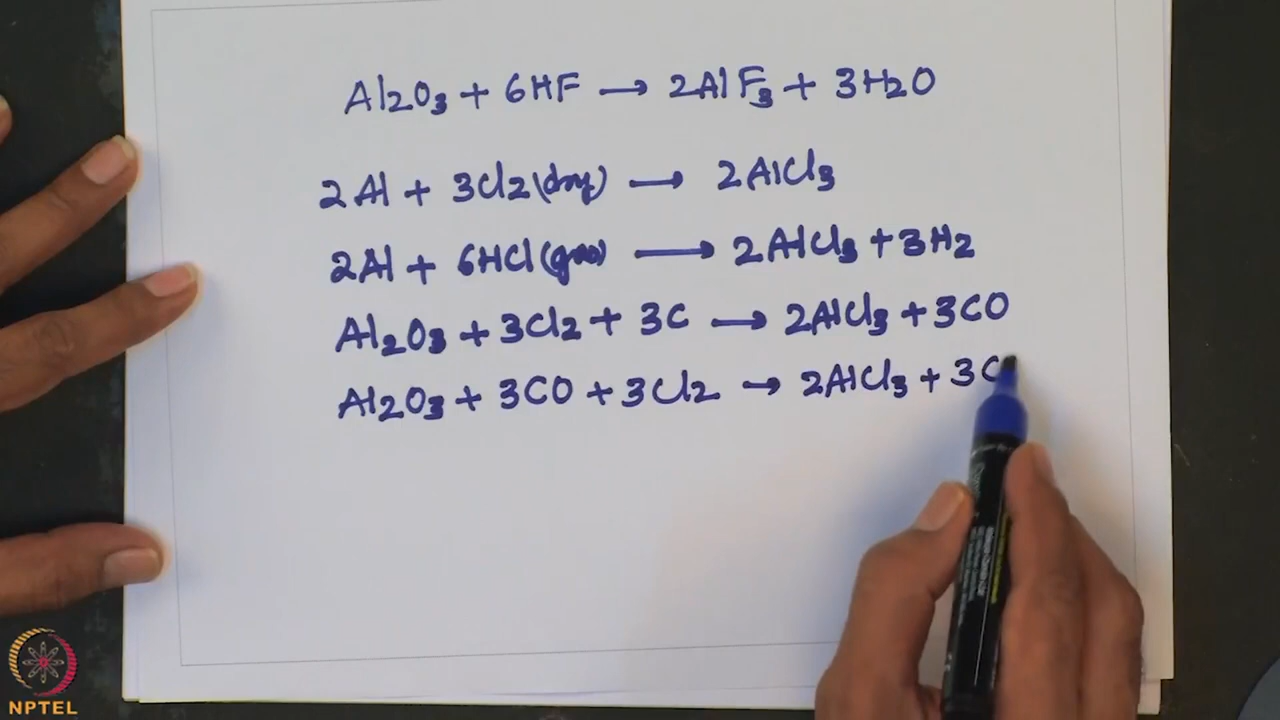 Al2O3 + 6HF → 2AlF3 + 3H2O
2Al + 3Cl2(dry) → 2AlCl3
2Al + 6HCl(gas) → 2AlCl3 + 3H2
Al2O3 + 3Cl2 + 3C → 2AlCl3 + 3CO
Al2O3 + 3CO + 3Cl2 → 2AlCl3 + 3C
NPTEL